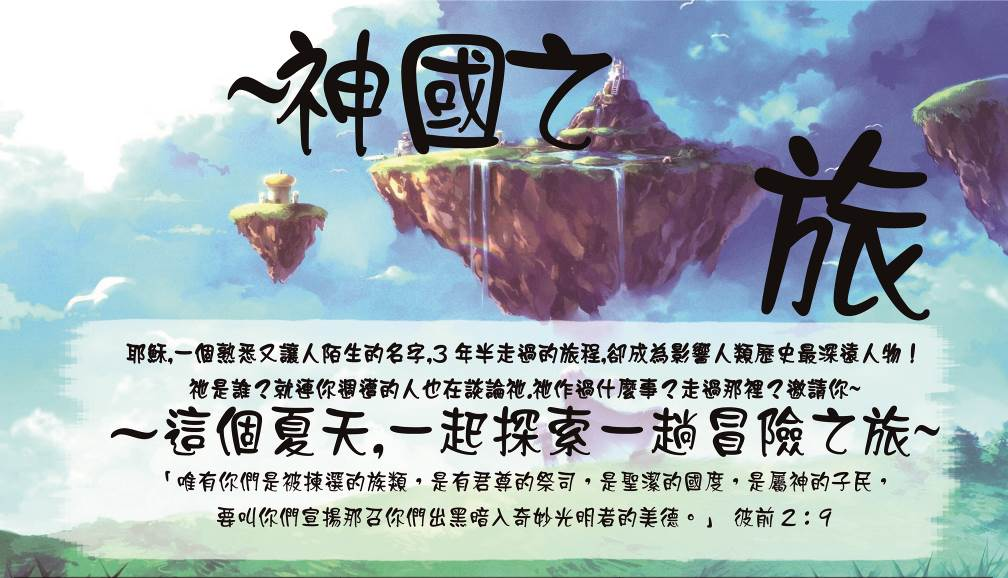 ~神國之
旅
耶穌,一個熟悉又讓人陌生的名字,3年半走過的旅程,卻成為影響人類歷史最深遠人物！
祂是誰？就連你週遭的人也在談論祂.祂作過什麼事？走過那裡？邀請你~
~這個夏天,一起探索一趟冒險之旅~
「唯有你們是被揀選的族類，是有君尊的祭司，是聖潔的國度，是屬神的子民，
要叫你們宣揚那召你們出黑暗入奇妙光明者的美德。」 彼前2：9